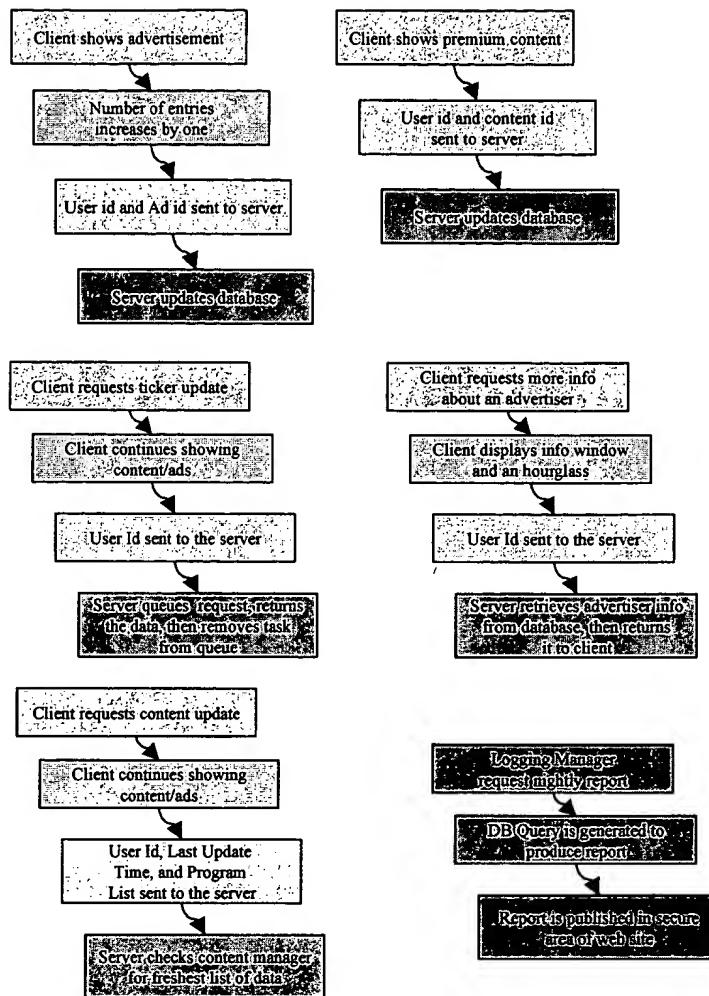 Client shows advertisement
Number of entries
increases by one
User id and Ad id sent to server
Server updates database
Client shows premium content
User id and content id
sent to server
Server updates database
Client requests ticker update
Client continues showing
content/ads
User Id sent to the server
Server queues request, returns
the data, then removes task
from queue
Client requests more info
about an advertiser
Client displays info window
and an hourglass
User Id sent to the server
Server retrieves advertiser info
from database, then returns
it to client
Client requests content update
Client continues showing
content/ads
User Id, Last Update
Time, and Program
List sent to the server
Server checks content manager
for freshest list of data
Logging Manager
request nightly report
DB Query is generated to
produce report
Report is published in secure
area of web site